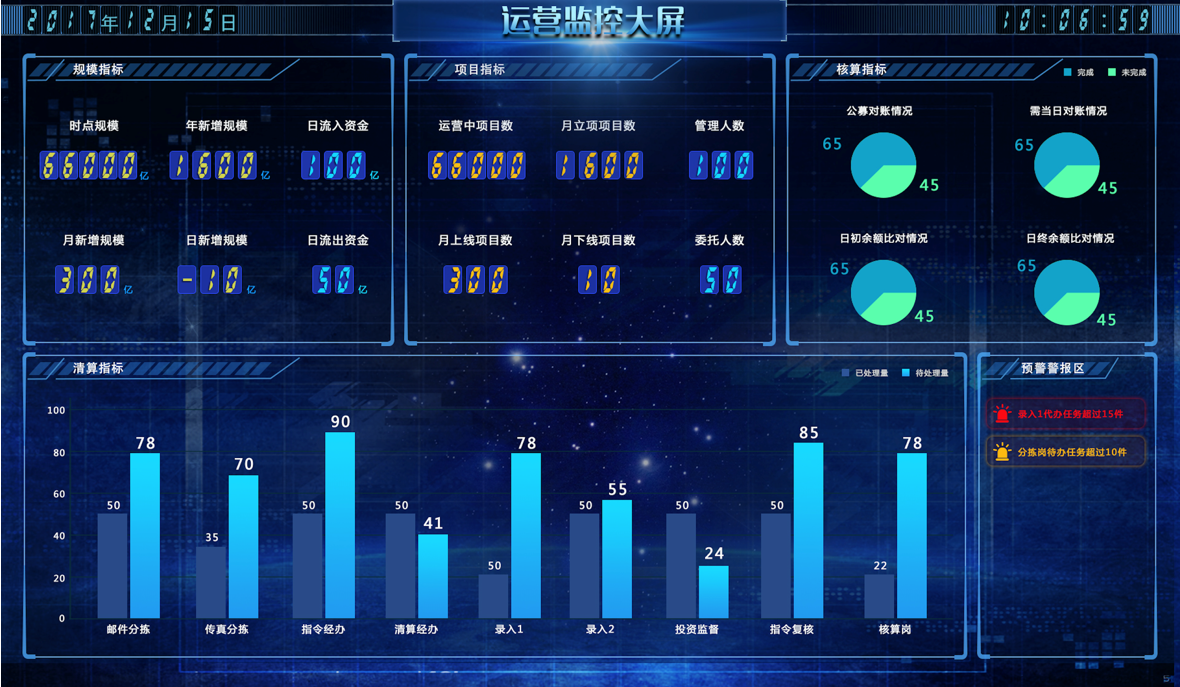 2017年12月15日
运营监控大屏
10:06:59
规模指标
时点规模
年新增规模
日流入资金
66000亿
1600亿
100亿
月新增规模
日新增规模
日流出资金
300亿
-10亿
50亿
项目指标
运营中项目数
月立项项目数
管理人数
66000
1600
100
月上线项目数
月下线项目数
委托人数
300
10
50
核算指标
完成
未完成
公募对账情况
需当日对账情况
65
45
65
45
日初余额比对情况
日终余额比对情况
65
45
65
45
清算指标
已处理量
待处理量
100
80
60
40
20
0
50
78
35
70
50
90
50
41
50
78
50
55
50
24
50
85
22
78
邮件分拣
传真分拣
指令经办
清算经办
录入1
录入2
投资监督
指令复核
核算岗
预警警报区
录入1代办任务超过15件
分拣岗待办任务超过10件